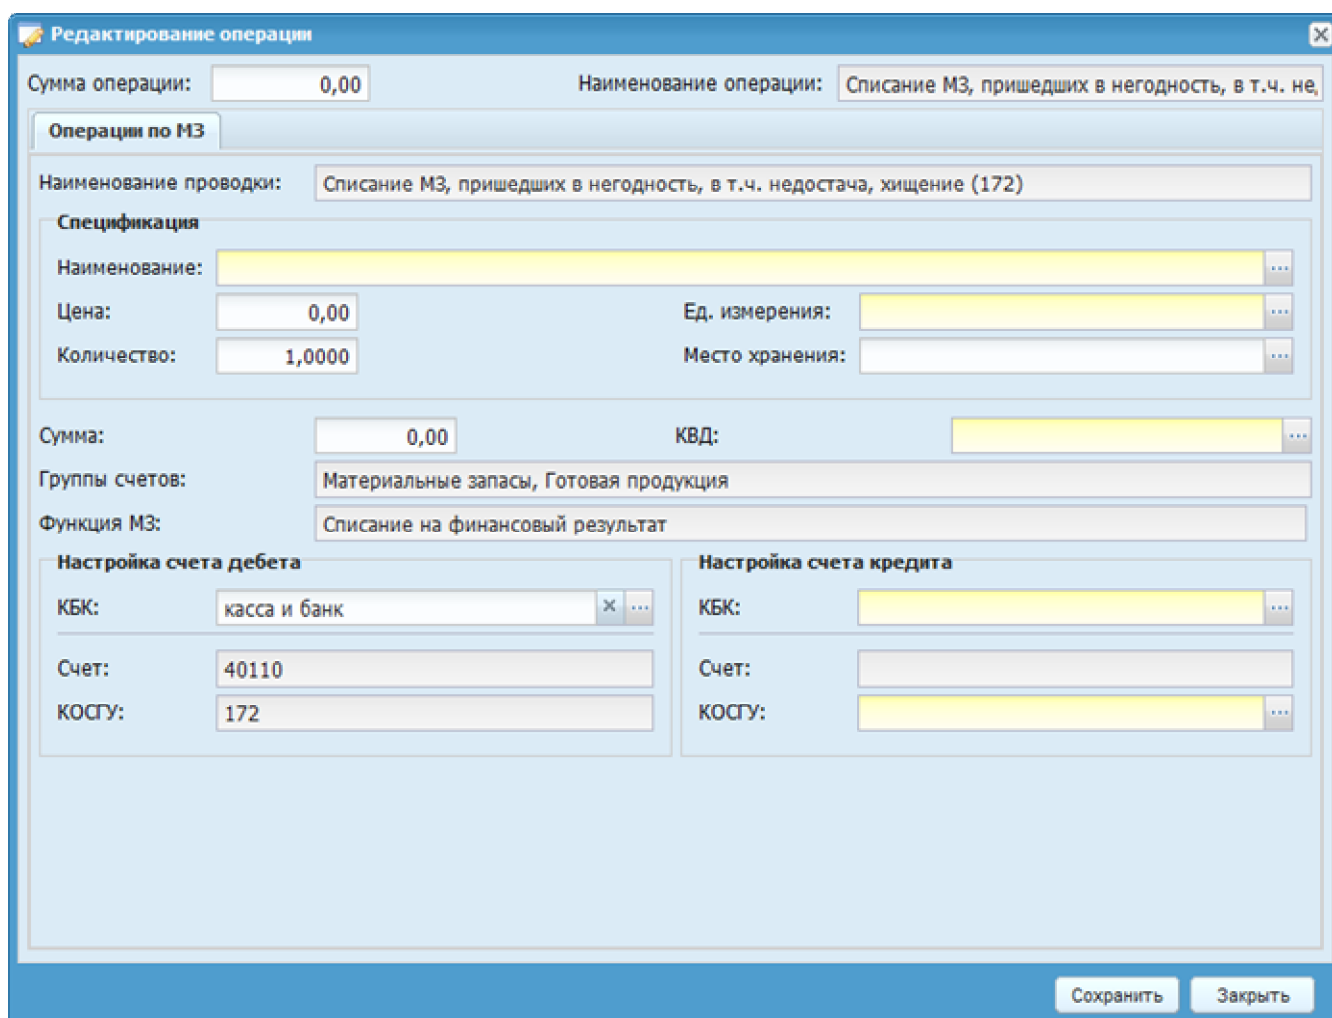 Редактирование операции
Сумма операции: 0,00 Наименование операции: Списание МЗ, пришедших в негодность, в т.ч. не
Операции по МЗ
Наименование проводки: Списание МЗ, пришедших в негодность, в т.ч. недостача, хищение (172)
Спецификация
Наименование: ...
Цена: 0,00 Ед. измерения: ...
Количество: 1,0000 Место хранения: ...
Сумма: 0,00 КВД: ...
Группы счетов: Материальные запасы, Готовая продукция
Функция МЗ: Списание на финансовый результат
Настройка счета дебета Настройка счета кредита
КБК: касса и банк ... КБК: ...
Счет: 40110 Счет:
КОСГУ: 172 КОСГУ: ...
Сохранить Закрыть